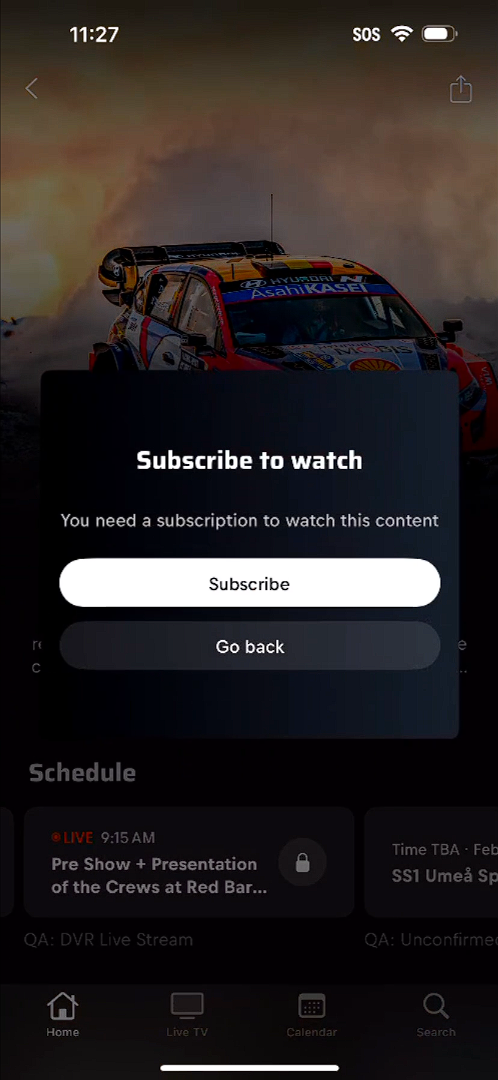 11:27
SOS
HYUNDAI N
AsahiKASEI
MOBIS
Subscribe to watch
You need a subscription to watch this content
Subscribe
Go back
Schedule
LIVE 9:15 AM
Pre Show + Presentation
of the Crews at Red Bar...
Time TBA · Feb
SS1 Umeå Sp
QA: DVR Live Stream
QA: Unconfirmed
Home
Live TV
Calendar
Search